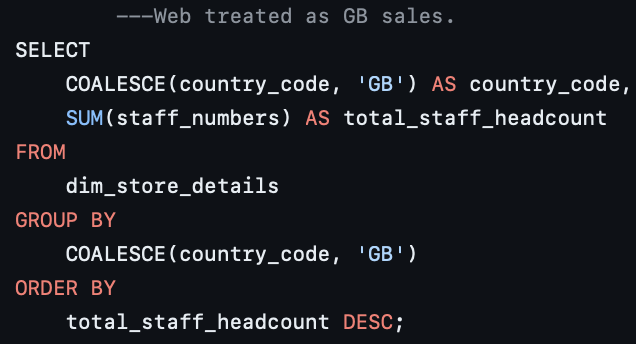 ---Web treated as GB sales.
SELECT
COALESCE(country_code, 'GB') AS country_code,
SUM(staff_numbers) AS total_staff_headcount
FROM
dim_store_details
GROUP BY
COALESCE(country_code, 'GB')
ORDER BY
total_staff_headcount DESC;